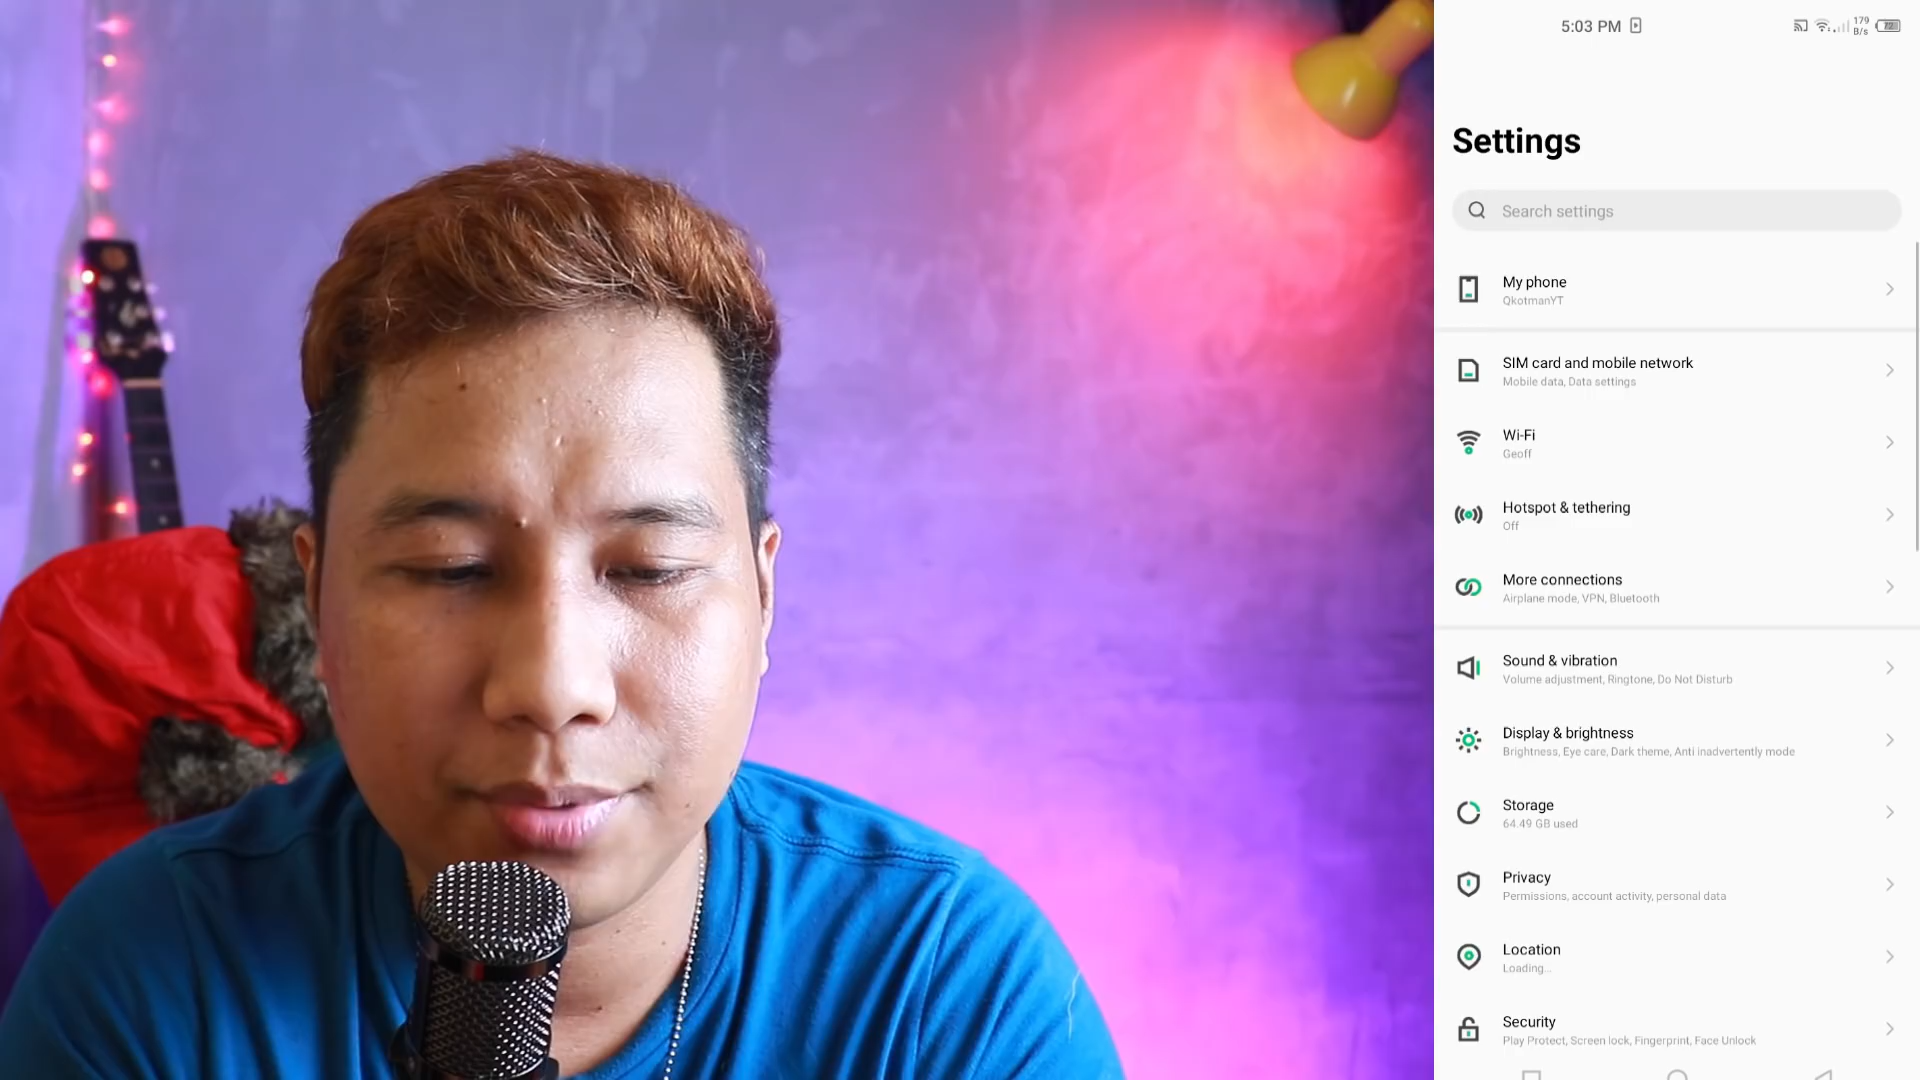 5:03 PM
179
B/s
Settings
Search settings
My phone
QkotmanYT
SIM card and mobile network
Mobile data, Data settings
Wi-Fi
Geoff
Hotspot & tethering
Off
More connections
Airplane mode, VPN, Bluetooth
Sound & vibration
Volume adjustment, Ringtone, Do Not Disturb
Display & brightness
Brightness, Eye care, Dark theme, Anti inadvertently mode
Storage
64.49 GB used
Privacy
Permissions, account activity, personal data
Location
Loading...
Security
Play Protect, Screen lock, Fingerprint, Face Unlock